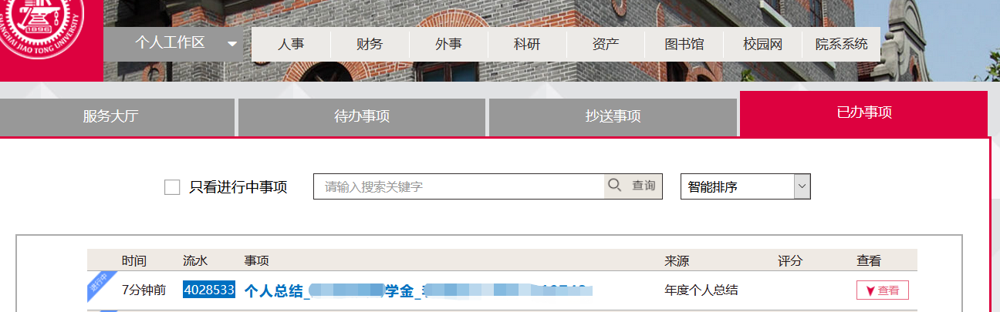 SHANGHAI JIAO TONG UNIVERSITY
1896
个人工作区 人事 财务 外事 科研 资产 图书馆 校园网 院系系统
服务大厅 待办事项 抄送事项 已办事项
只看进行中事项 请输入搜索关键字 查询 智能排序
时间 流水 事项 来源 评分 查看
进行中 7分钟前 4028533 个人总结_ 学金_ 年度个人总结 查看